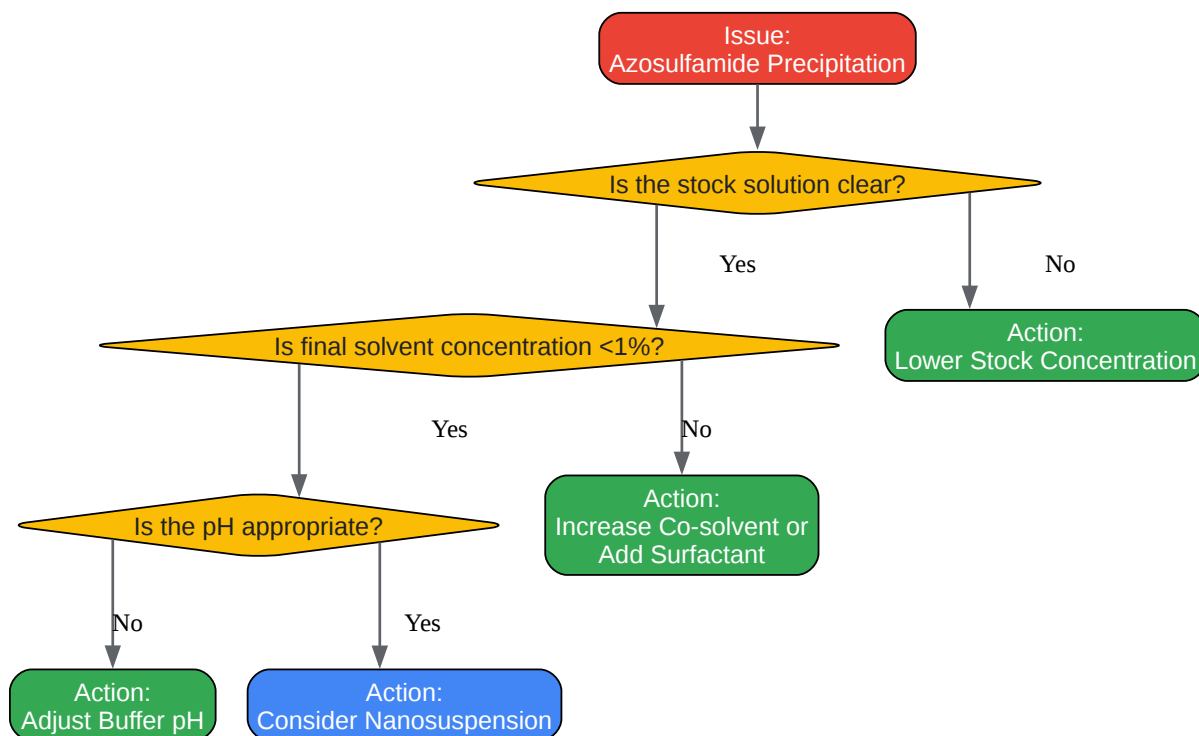 Issue:
Azosulfamide Precipitation
Is the stock solution clear?
Yes
No
Action:
Lower Stock Concentration
Is final solvent concentration <1%?
Yes
No
Action:
Increase Co-solvent or
Add Surfactant
Is the pH appropriate?
No
Yes
Action:
Adjust Buffer pH
Action:
Consider Nanosuspension